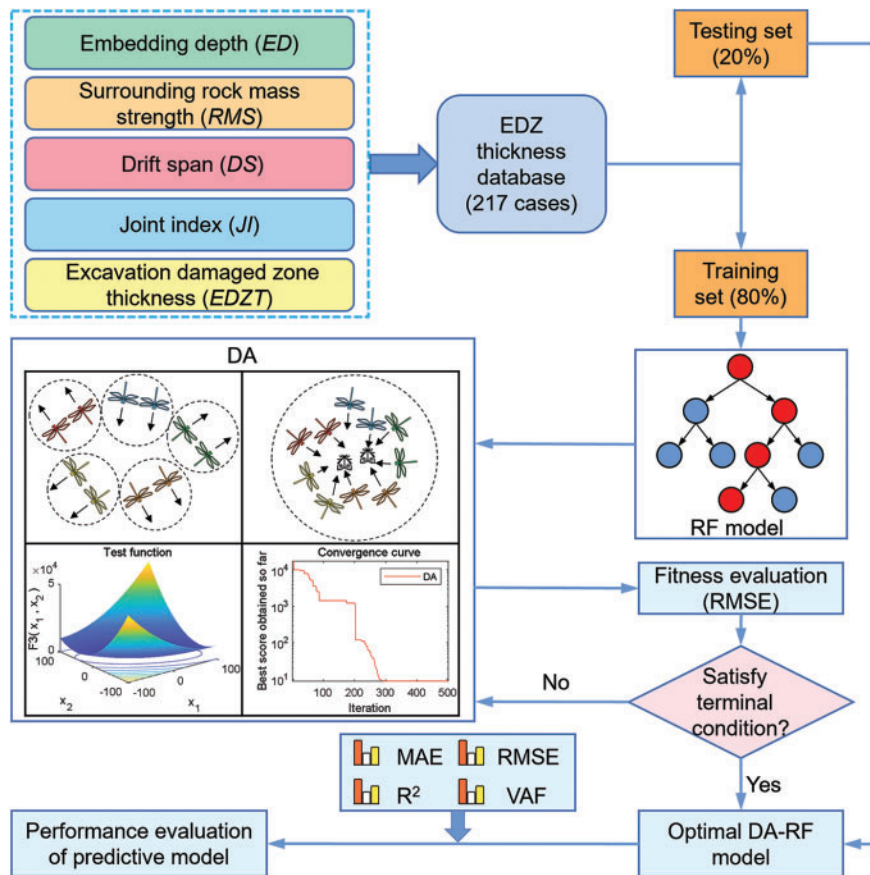 Embedding depth (ED)
Surrounding rock mass
strength (RMS)
Drift span (DS)
Joint index (JI)
Excavation damaged zone
thickness (EDZT)
EDZ
thickness
database
(217 cases)
Testing set
(20%)
Training
set (80%)
RF model
DA
Test function
×10⁴
5
0
F3( x₁ , x₂ )
100
0
-100
x₂
-100
0
100
x₁
Convergence curve
DA
Best score obtained so far
10⁴
10³
10²
10¹
100 200 300 400 500
Iteration
Fitness evaluation
(RMSE)
Satisfy
terminal
condition?
No
Yes
MAE RMSE
R² VAF
Optimal DA-RF
model
Performance evaluation
of predictive model